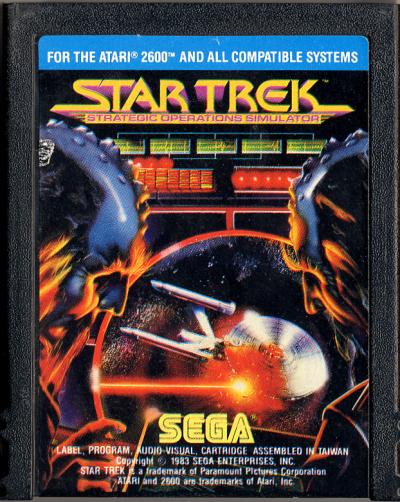 FOR THE ATARI® 2600™ AND ALL COMPATIBLE SYSTEMS
STAR TREK™
STRATEGIC OPERATIONS SIMULATOR
SEGA®
LABEL, PROGRAM, AUDIO-VISUAL, CARTRIDGE ASSEMBLED IN TAIWAN
Copyright © 1983 SEGA ENTERPRISES, INC.
STAR TREK is a trademark of Paramount Pictures Corporation
ATARI and 2600 are trademarks of Atari, Inc.